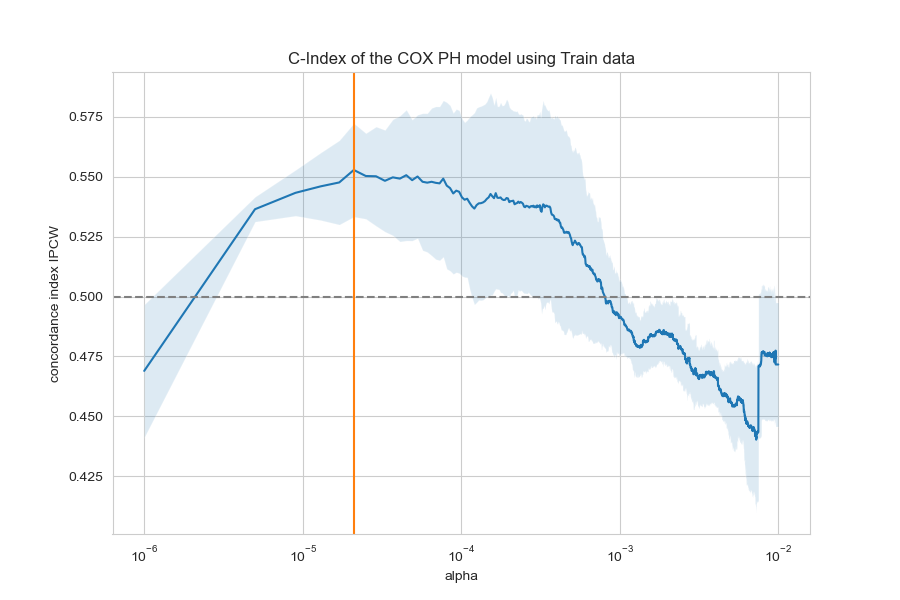 C-Index of the COX PH model using Train data
concordance index IPCW
0.575
0.550
0.525
0.500
0.475
0.450
0.425
10⁻⁶ 10⁻⁵ 10⁻⁴ 10⁻³ 10⁻²
alpha